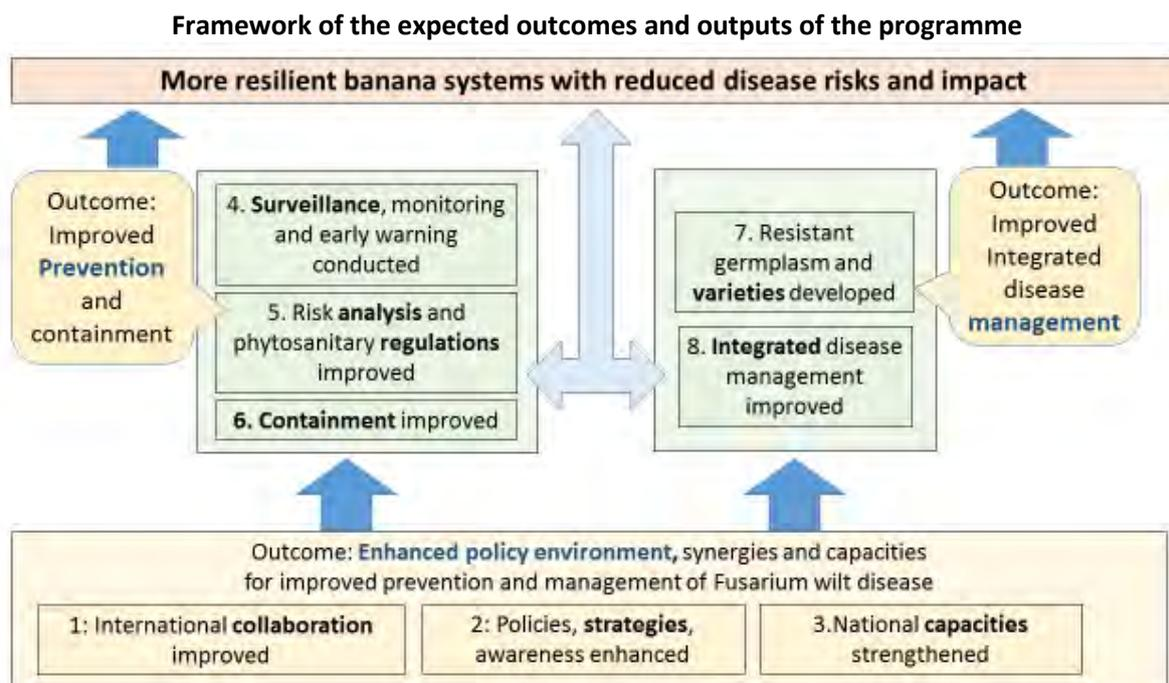 Framework of the expected outcomes and outputs of the programme
More resilient banana systems with reduced disease risks and impact
Outcome:
Improved
Prevention
and
containment
4. Surveillance, monitoring
and early warning
conducted
5. Risk analysis and
phytosanitary regulations
improved
6. Containment improved
7. Resistant
germplasm and
varieties developed
8. Integrated disease
management
improved
Outcome:
Improved
Integrated
disease
management
Outcome: Enhanced policy environment, synergies and capacities
for improved prevention and management of Fusarium wilt disease
1: International collaboration
improved
2: Policies, strategies,
awareness enhanced
3.National capacities
strengthened